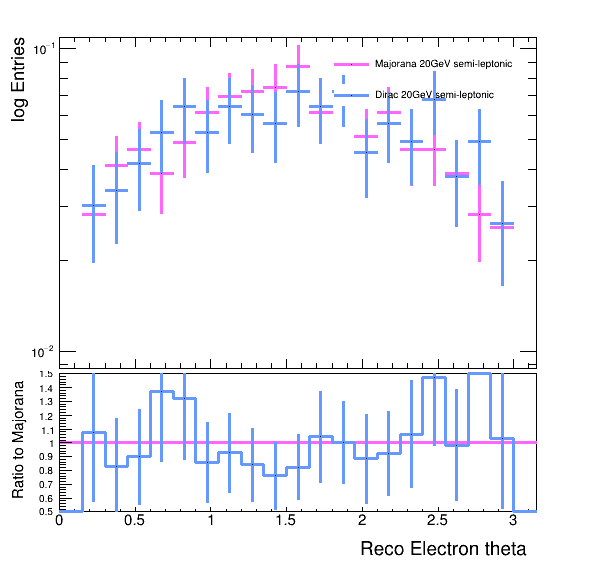 log Entries
10⁻¹
Majorana 20GeV semi-leptonic
Dirac 20GeV semi-leptonic
10⁻²
Ratio to Majorana
1.5
1.4
1.3
1.2
1.1
1
0.9
0.8
0.7
0.6
0.5
0 0.5 1 1.5 2 2.5 3
Reco Electron theta